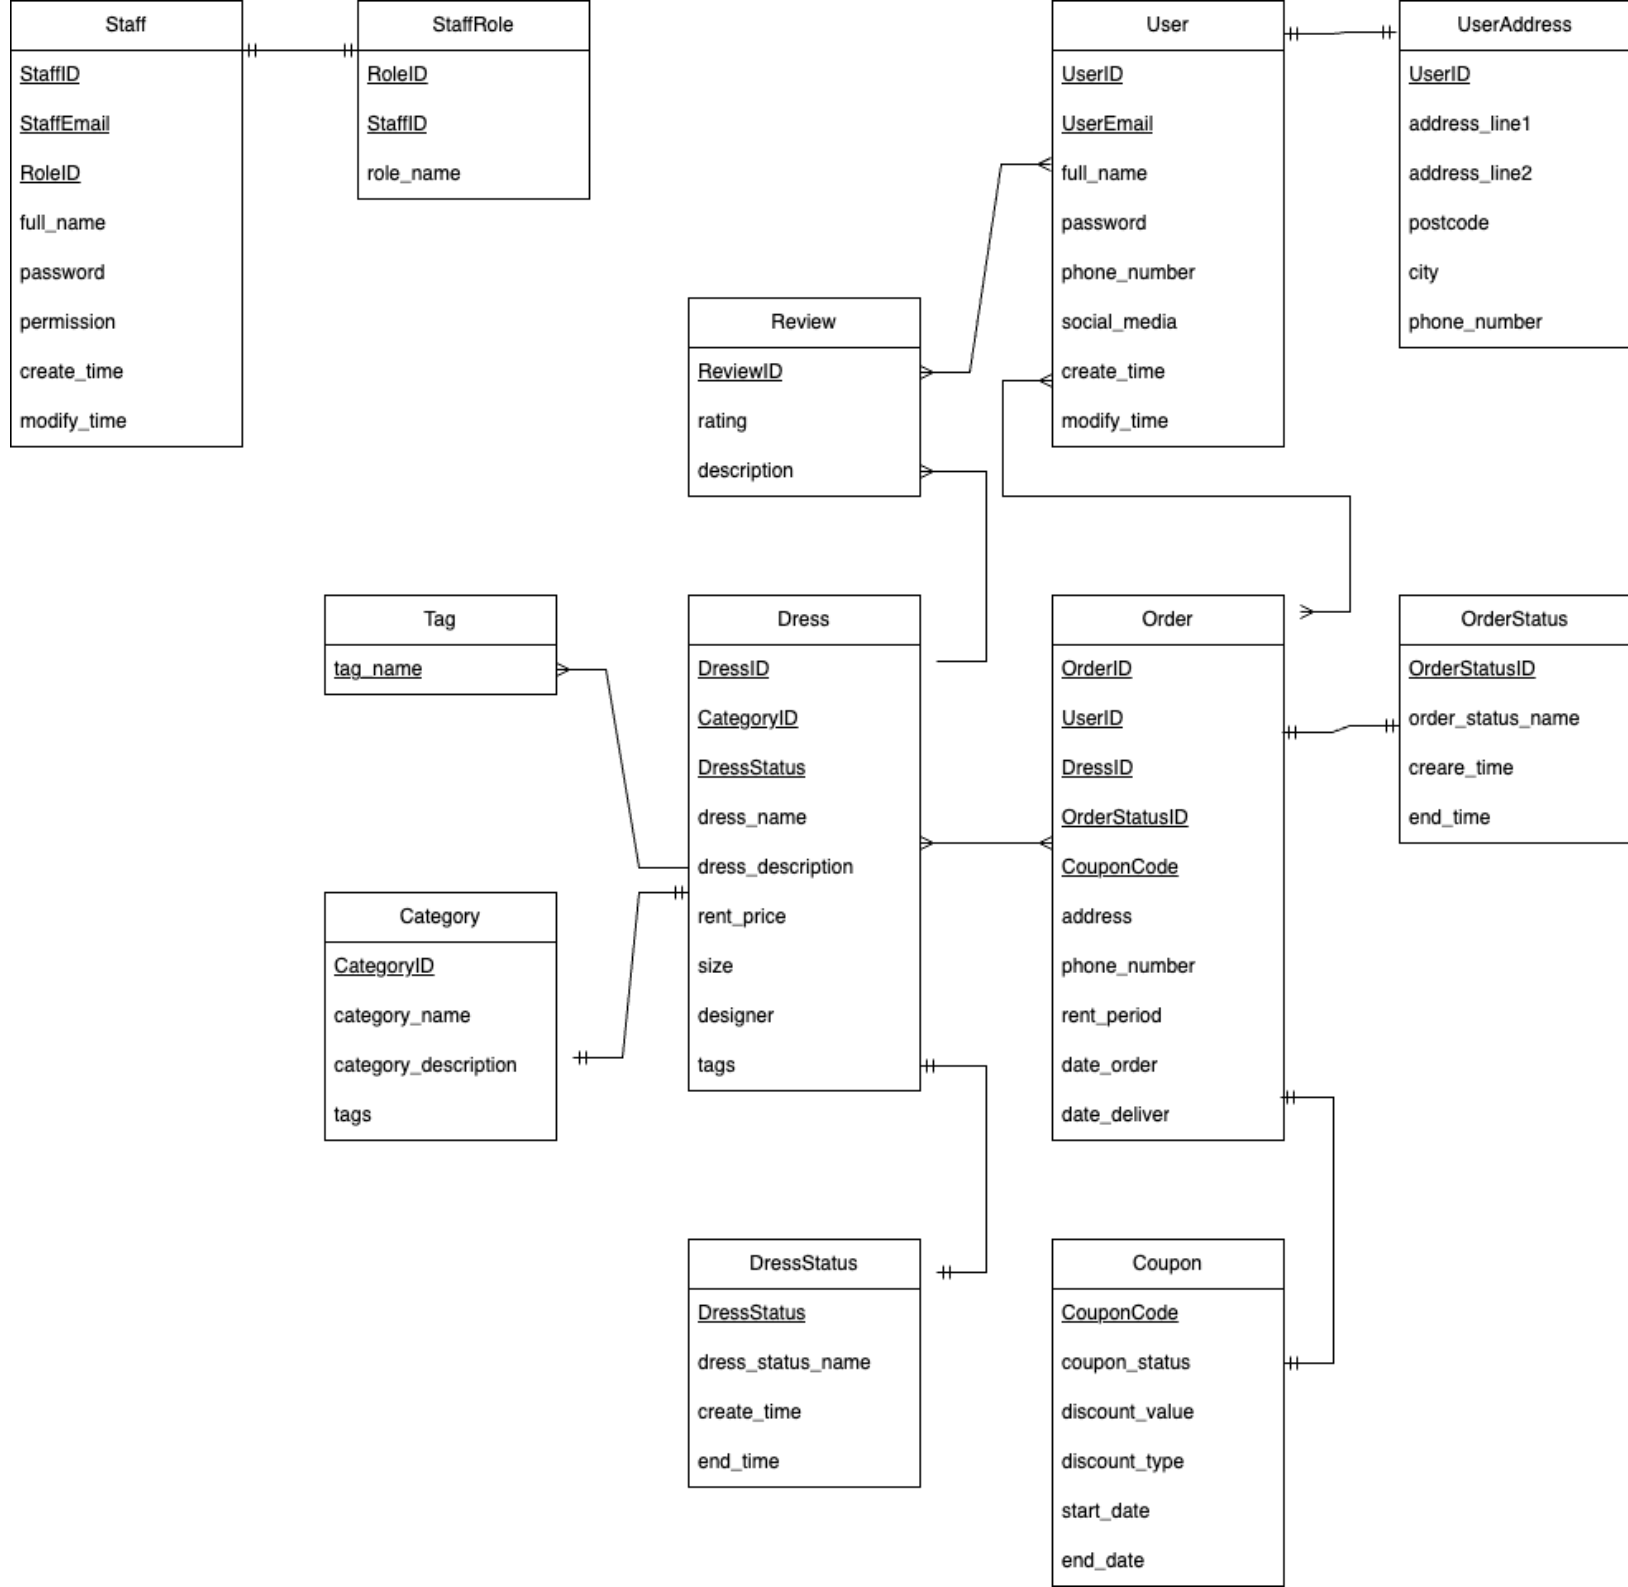 Staff
StaffID
StaffEmail
RoleID
full_name
password
permission
create_time
modify_time
StaffRole
RoleID
StaffID
role_name
User
UserID
UserEmail
full_name
password
phone_number
social_media
create_time
modify_time
UserAddress
UserID
address_line1
address_line2
postcode
city
phone_number
Review
ReviewID
rating
description
Tag
tag_name
Dress
DressID
CategoryID
DressStatus
dress_name
dress_description
rent_price
size
designer
tags
Order
OrderID
UserID
DressID
OrderStatusID
CouponCode
address
phone_number
rent_period
date_order
date_deliver
OrderStatus
OrderStatusID
order_status_name
creare_time
end_time
Category
CategoryID
category_name
category_description
tags
DressStatus
DressStatus
dress_status_name
create_time
end_time
Coupon
CouponCode
coupon_status
discount_value
discount_type
start_date
end_date